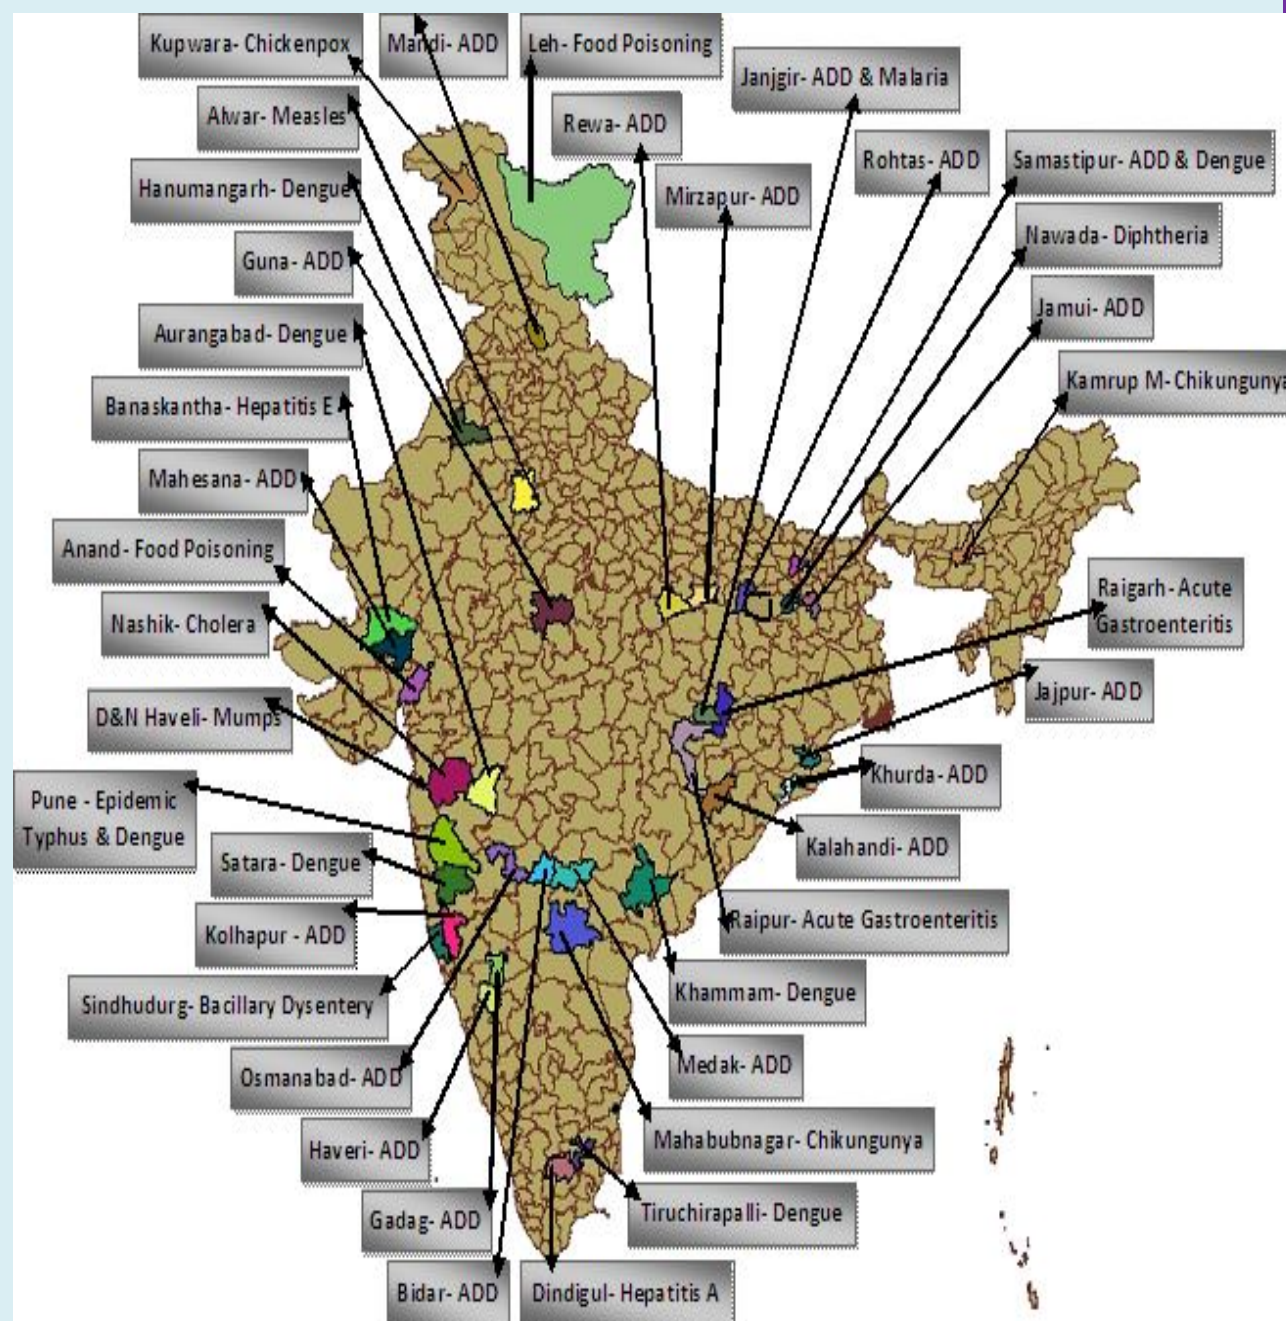 Kupwara- Chickenpox
Mandi- ADD
Leh- Food Poisoning
Janjgir- ADD & Malaria
Alwar- Measles
Rewa- ADD
Rohtas- ADD
Samastipur- ADD & Dengue
Hanumangarh- Dengue
Mirzapur- ADD
Nawada- Diphtheria
Guna- ADD
Jamui- ADD
Aurangabad- Dengue
Kamrup M- Chikungunya
Banaskantha- Hepatitis E
Mahesana- ADD
Anand- Food Poisoning
Raigarh- Acute
Gastroenteritis
Nashik- Cholera
Jajpur- ADD
D&N Haveli- Mumps
Khurda- ADD
Pune - Epidemic
Typhus & Dengue
Kalahandi- ADD
Satara- Dengue
Raipur- Acute Gastroenteritis
Kolhapur - ADD
Khammam- Dengue
Sindhudurg- Bacillary Dysentery
Medak- ADD
Osmanabad- ADD
Mahabubnagar- Chikungunya
Haveri- ADD
Tiruchirapalli- Dengue
Gadag- ADD
Bidar- ADD
Dindigul- Hepatitis A